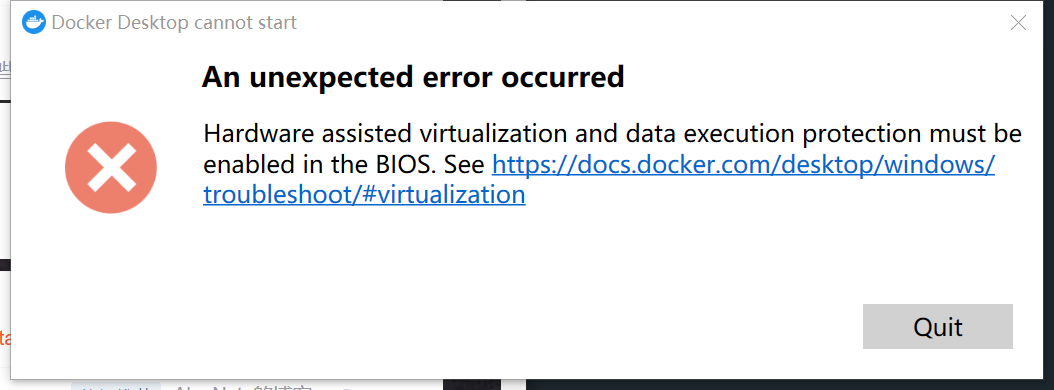 Docker Desktop cannot start
An unexpected error occurred
Hardware assisted virtualization and data execution protection must be
enabled in the BIOS. See https://docs.docker.com/desktop/windows/
troubleshoot/#virtualization
Quit